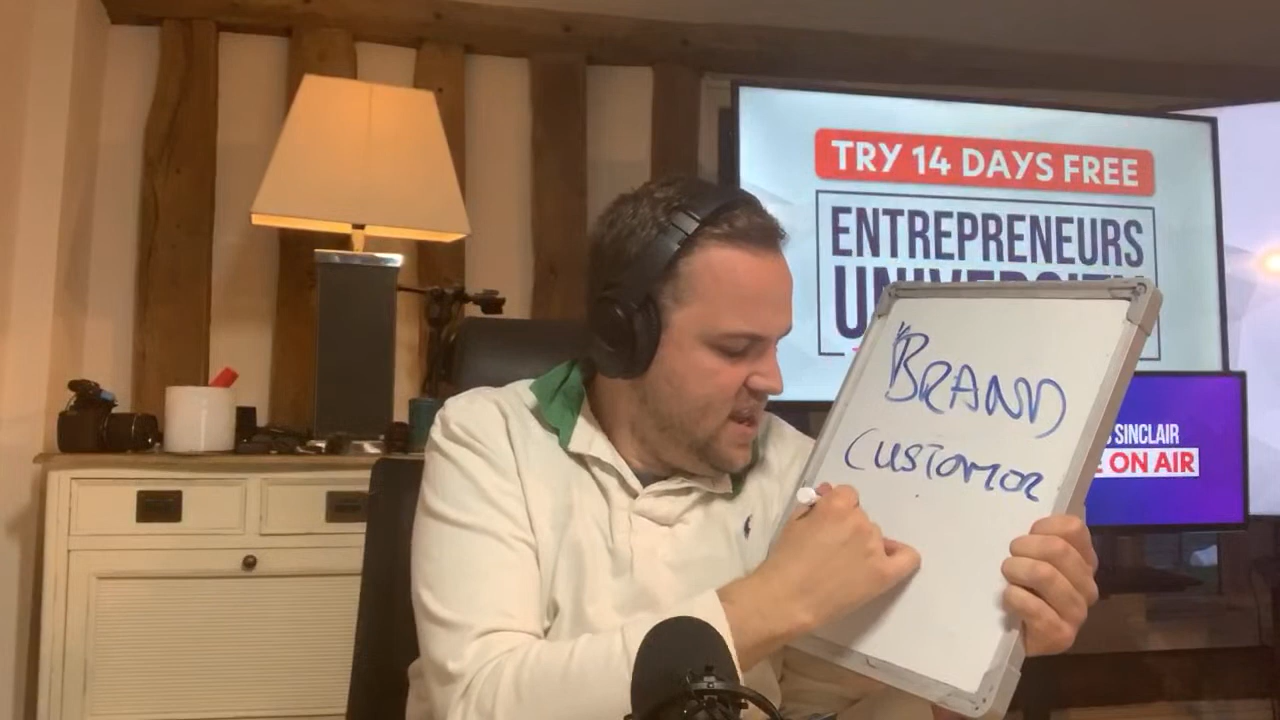 TRY 14 DAYS FREE
ENTREPRENEURS
BRAND
CUSTOMOR
SINCLAIR
ON AIR